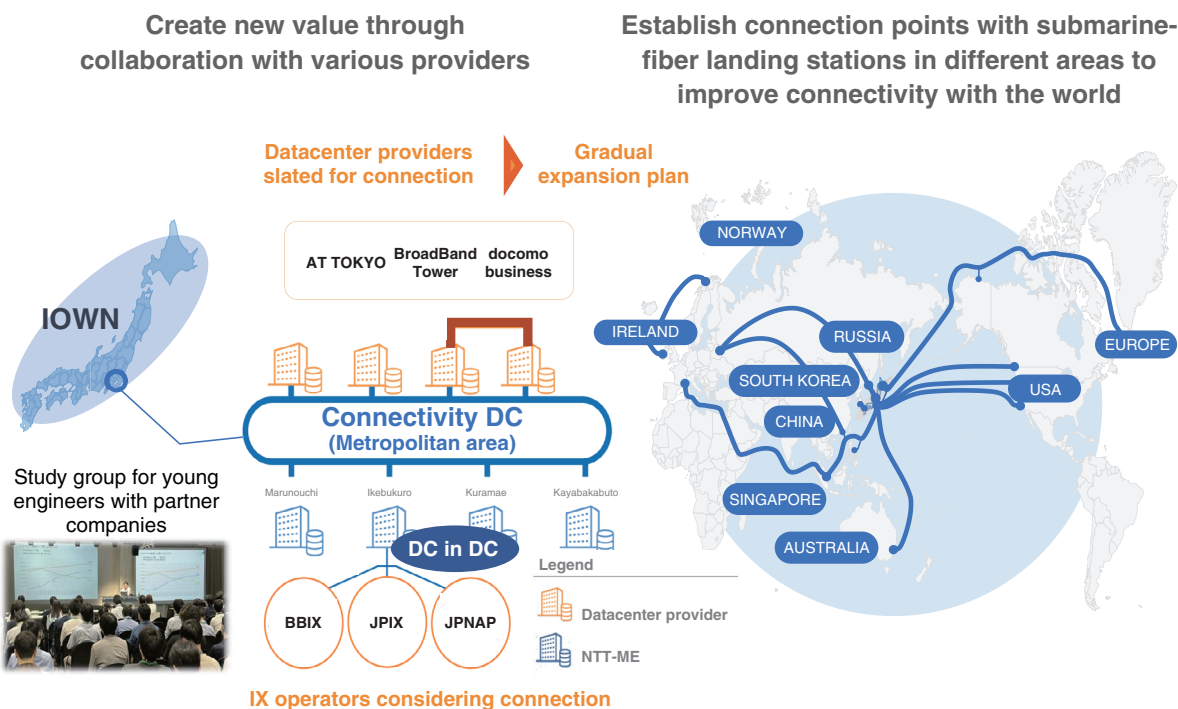 Create new value through
collaboration with various providers
Establish connection points with submarine-
fiber landing stations in different areas to
improve connectivity with the world
Datacenter providers
slated for connection
Gradual
expansion plan
AT TOKYO
BroadBand
Tower
docomo
business
IOWN
Connectivity DC
(Metropolitan area)
Marunouchi
Ikebukuro
Kuramae
Kayabakabuto
DC in DC
Study group for young
engineers with partner
companies
BBIX
JPIX
JPNAP
IX operators considering connection
Legend
Datacenter provider
NTT-ME
NORWAY
IRELAND
RUSSIA
EUROPE
SOUTH KOREA
USA
CHINA
SINGAPORE
AUSTRALIA